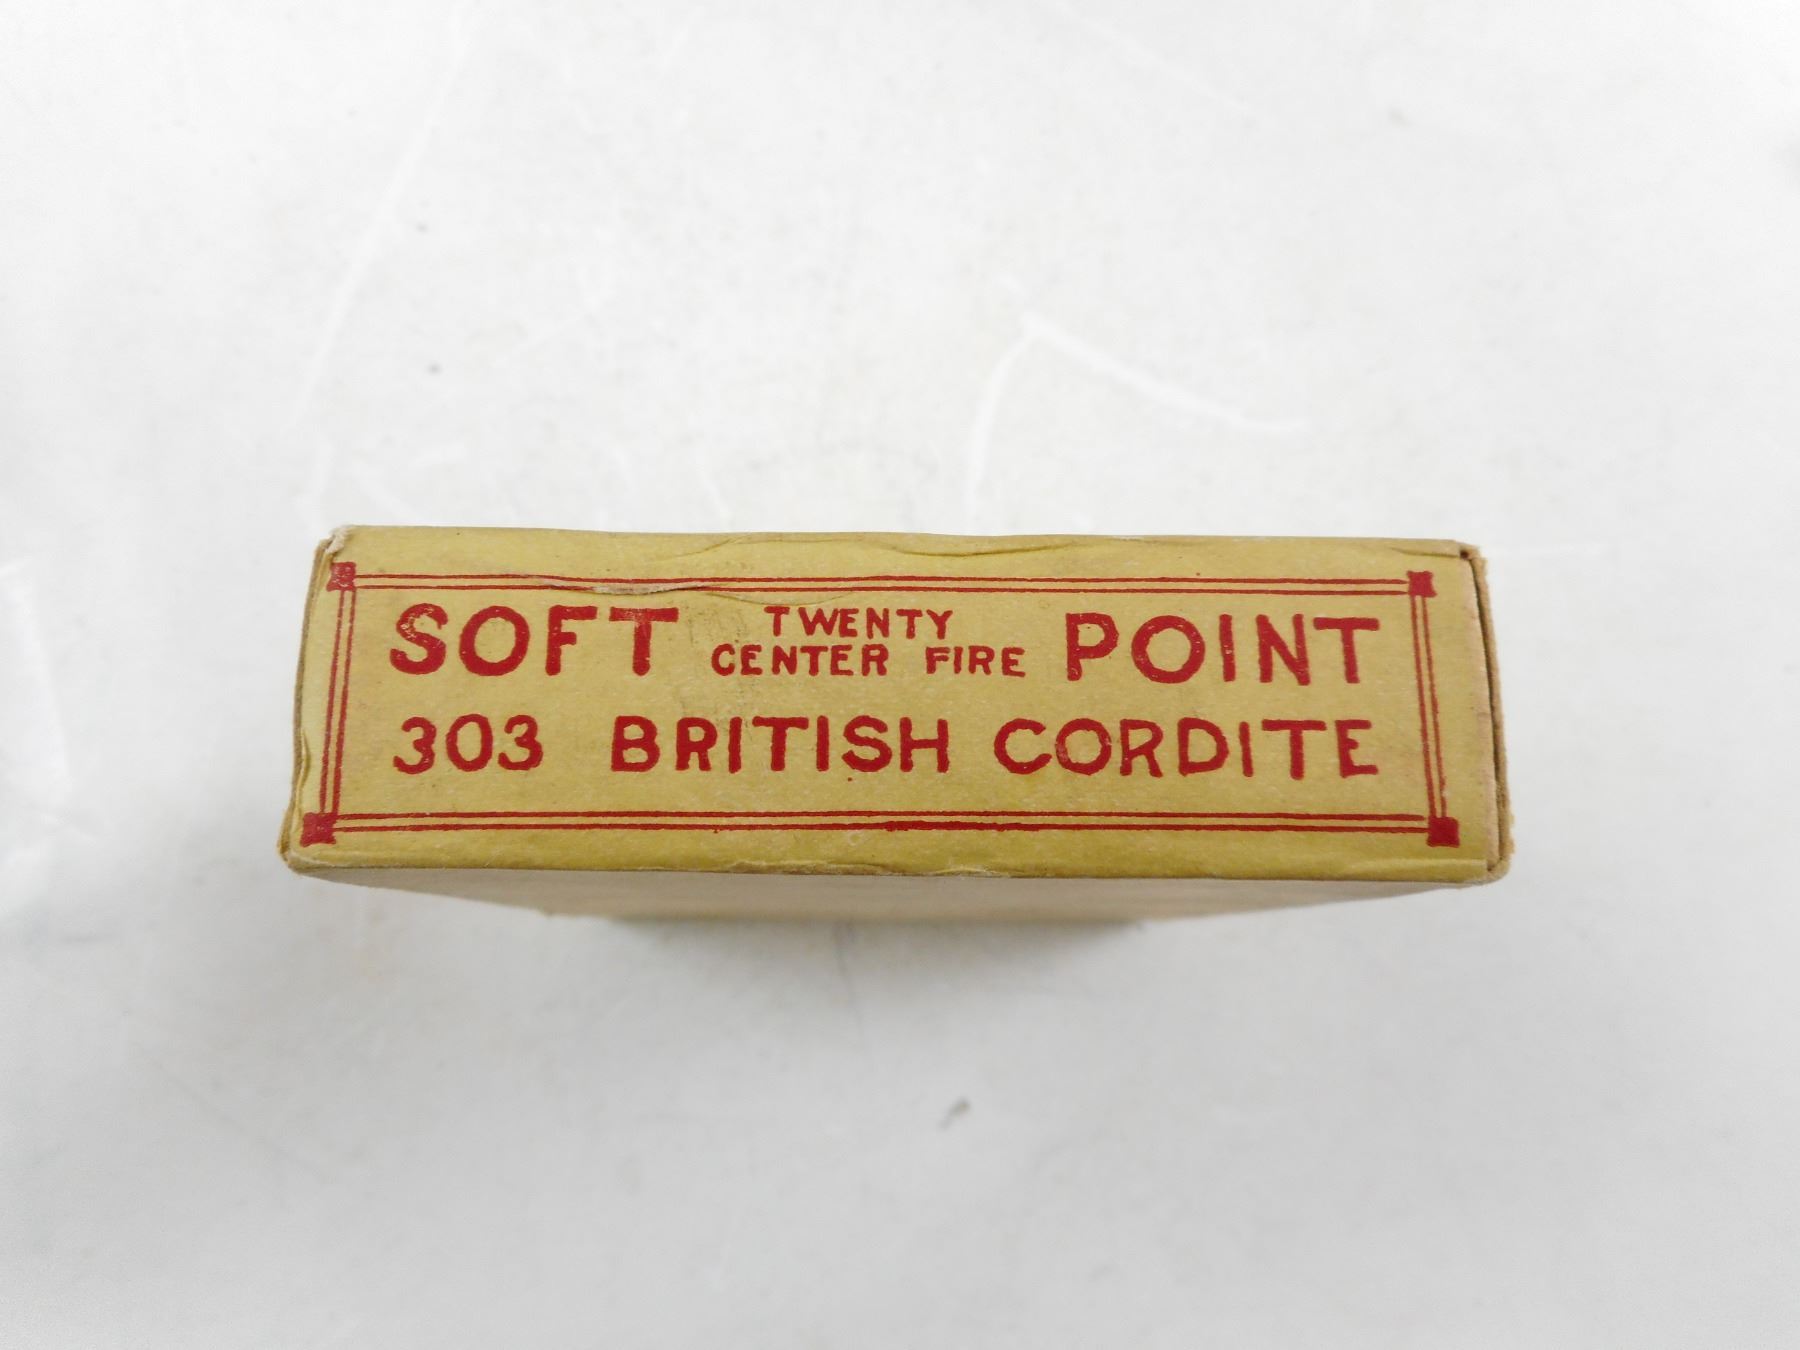 SOFT TWENTY CENTER FIRE POINT
303 BRITISH CORDITE